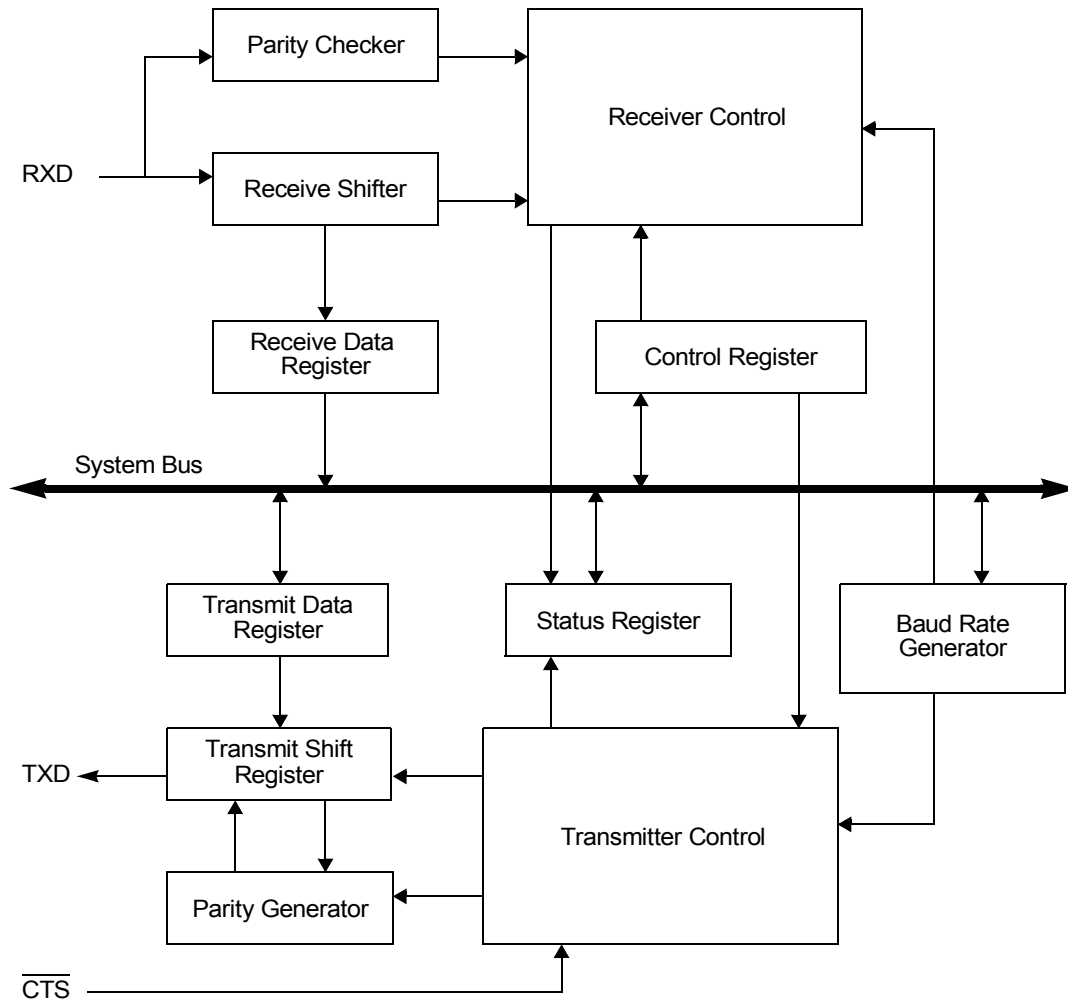 Parity Checker
Receiver Control
RXD
Receive Shifter
Receive Data
Register
Control Register
System Bus
Transmit Data
Register
Status Register
Baud Rate
Generator
Transmit Shift
Register
TXD
Transmitter Control
Parity Generator
C̅T̅S̅